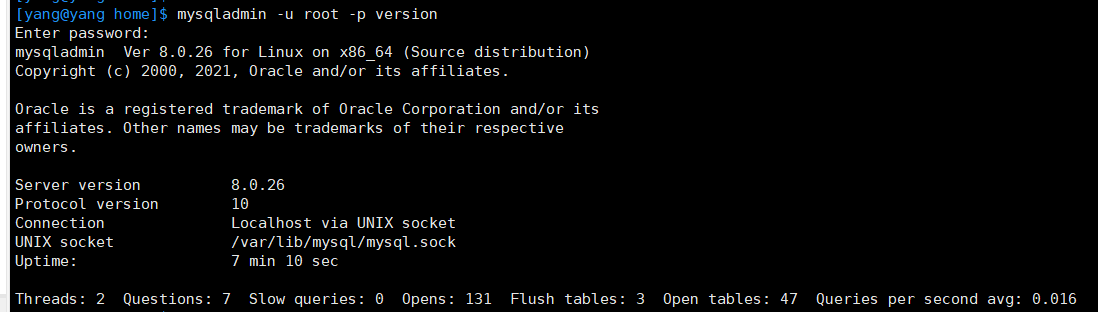 [yang@yang home]$ mysqladmin -u root -p version
Enter password:
mysqladmin  Ver 8.0.26 for Linux on x86_64 (Source distribution)
Copyright (c) 2000, 2021, Oracle and/or its affiliates.

Oracle is a registered trademark of Oracle Corporation and/or its
affiliates. Other names may be trademarks of their respective
owners.

Server version          8.0.26
Protocol version        10
Connection              Localhost via UNIX socket
UNIX socket             /var/lib/mysql/mysql.sock
Uptime:                 7 min 10 sec

Threads: 2  Questions: 7  Slow queries: 0  Opens: 131  Flush tables: 3  Open tables: 47  Queries per second avg: 0.016